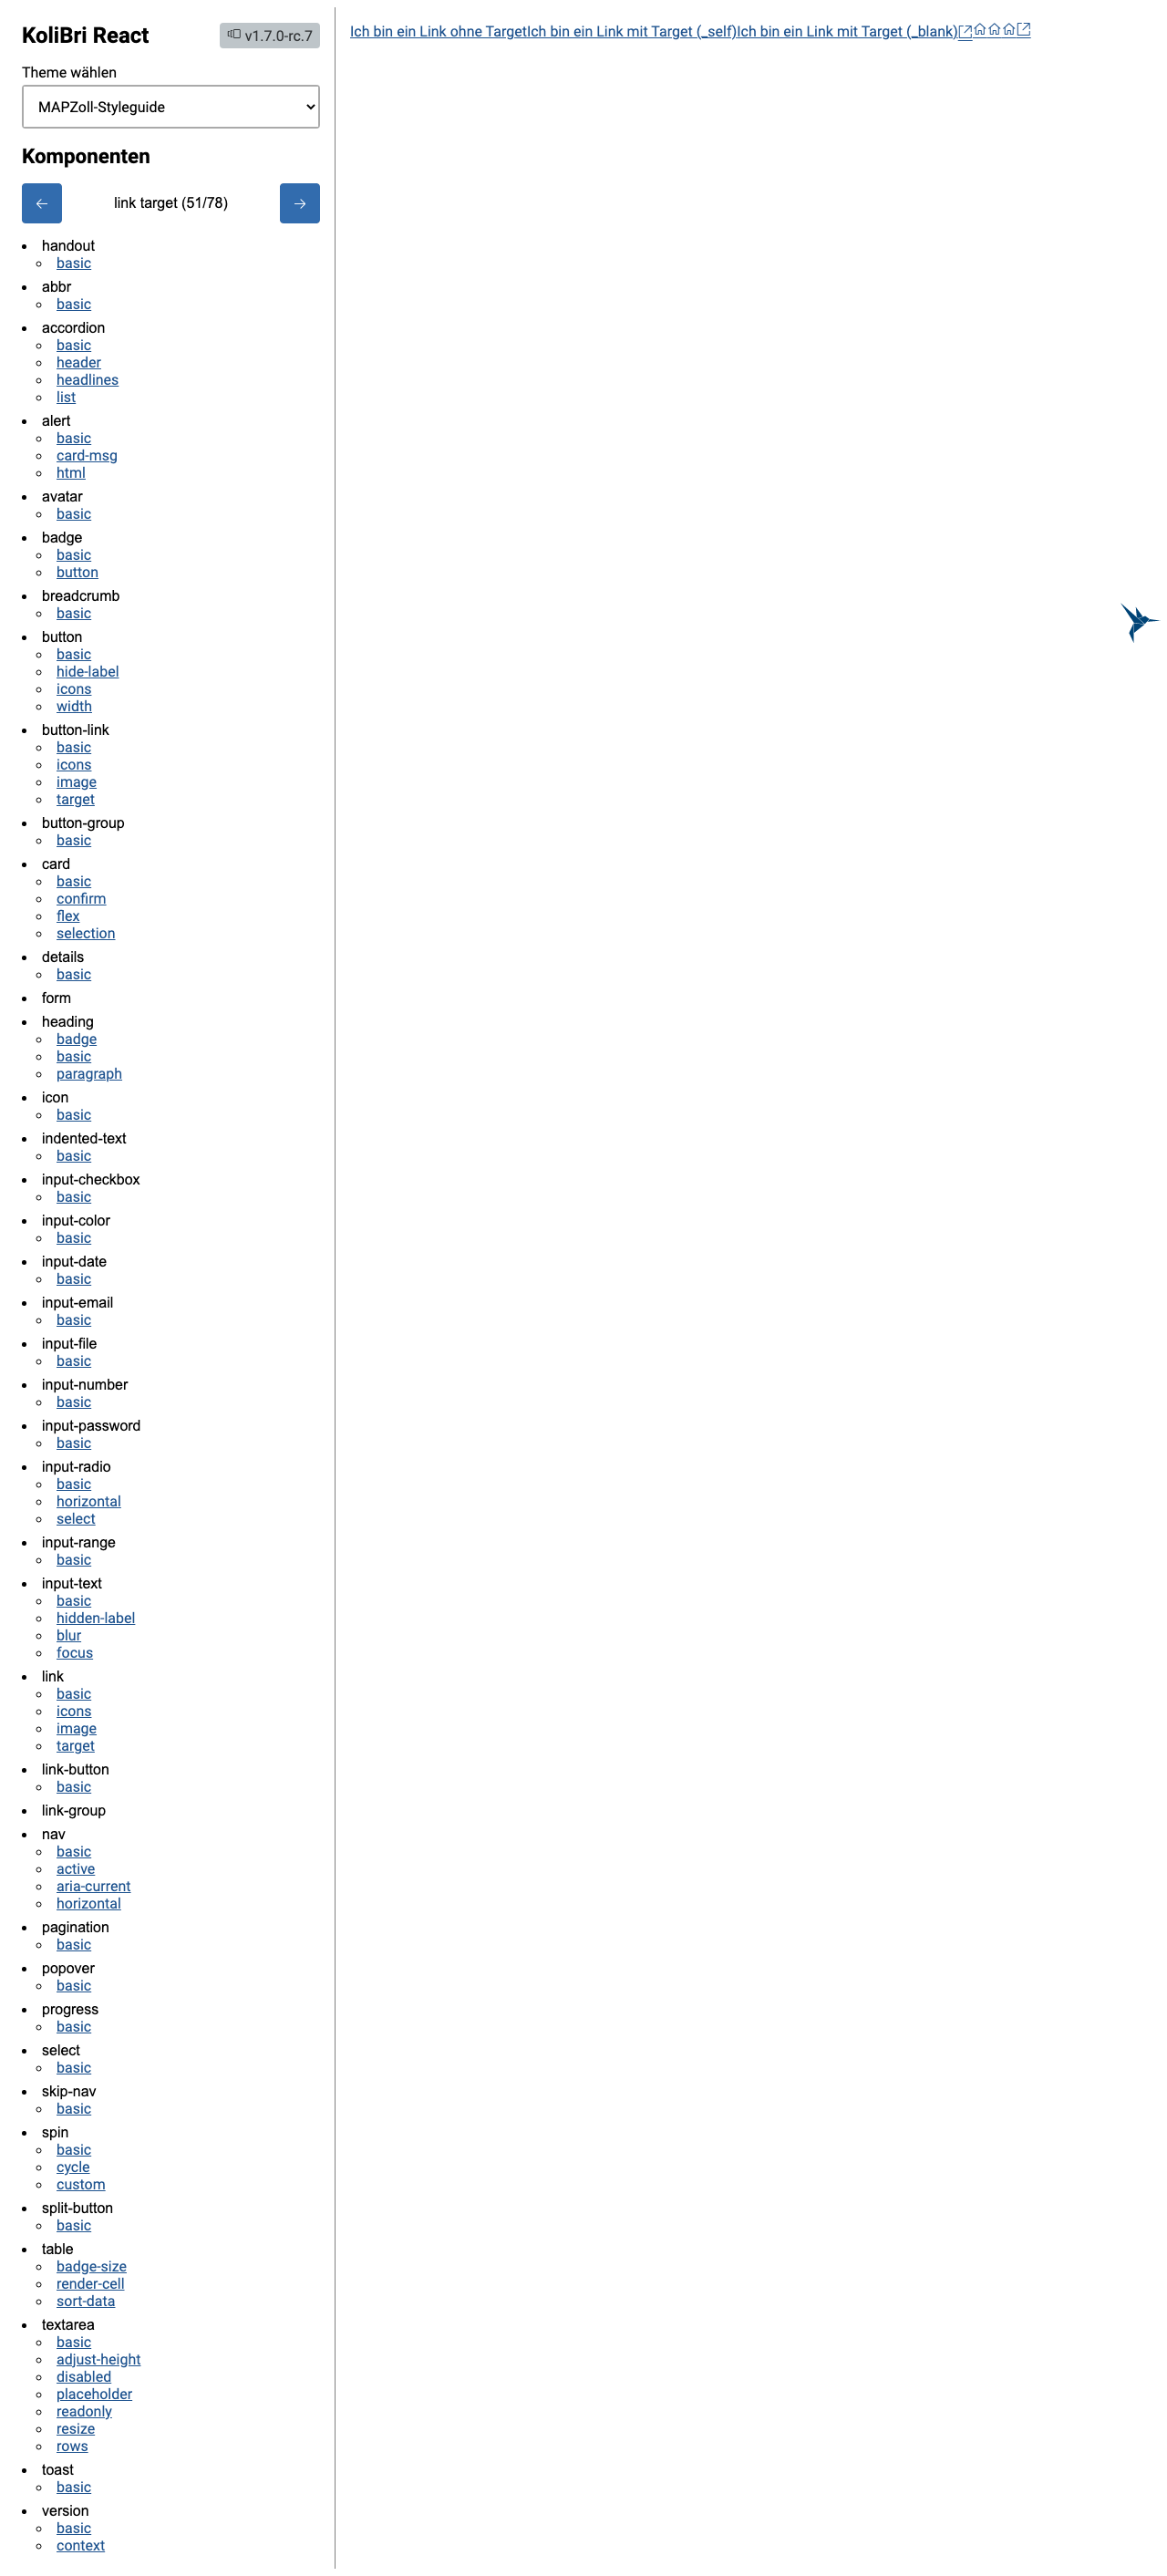 KoliBri React
v1.7.0-rc.7
Ich bin ein Link ohne TargetIch bin ein Link mit Target (_self)Ich bin ein Link mit Target (_blank)
Theme wählen
MAPZoll-Styleguide
Komponenten
link target (51/78)
handout
basic
abbr
basic
accordion
basic
header
headlines
list
alert
basic
card-msg
html
avatar
basic
badge
basic
button
breadcrumb
basic
button
basic
hide-label
icons
width
button-link
basic
icons
image
target
button-group
basic
card
basic
confirm
flex
selection
details
basic
form
heading
badge
basic
paragraph
icon
basic
indented-text
basic
input-checkbox
basic
input-color
basic
input-date
basic
input-email
basic
input-file
basic
input-number
basic
input-password
basic
input-radio
basic
horizontal
select
input-range
basic
input-text
basic
hidden-label
blur
focus
link
basic
icons
image
target
link-button
basic
link-group
nav
basic
active
aria-current
horizontal
pagination
basic
popover
basic
progress
basic
select
basic
skip-nav
basic
spin
basic
cycle
custom
split-button
basic
table
badge-size
render-cell
sort-data
textarea
basic
adjust-height
disabled
placeholder
readonly
resize
rows
toast
basic
version
basic
context